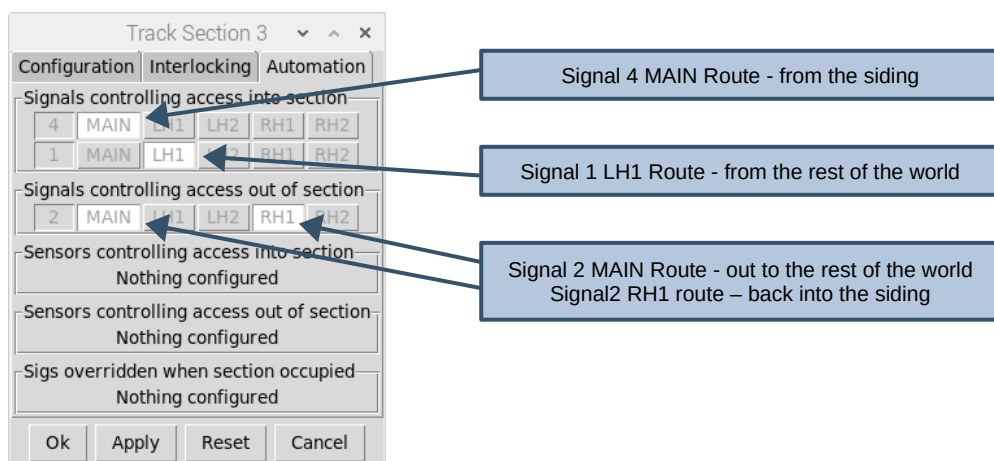 Track Section 3
Configuration Interlocking Automation
Signals controlling access into section
4 MAIN LH1 LH2 RH1 RH2
1 MAIN LH1 LH2 RH1 RH2
Signals controlling access out of section
2 MAIN LH1 LH2 RH1 RH2
Sensors controlling access into section
Nothing configured
Sensors controlling access out of section
Nothing configured
Sigs overridden when section occupied
Nothing configured
Ok Apply Reset Cancel
Signal 4 MAIN Route - from the siding
Signal 1 LH1 Route - from the rest of the world
Signal 2 MAIN Route - out to the rest of the world
Signal2 RH1 route – back into the siding